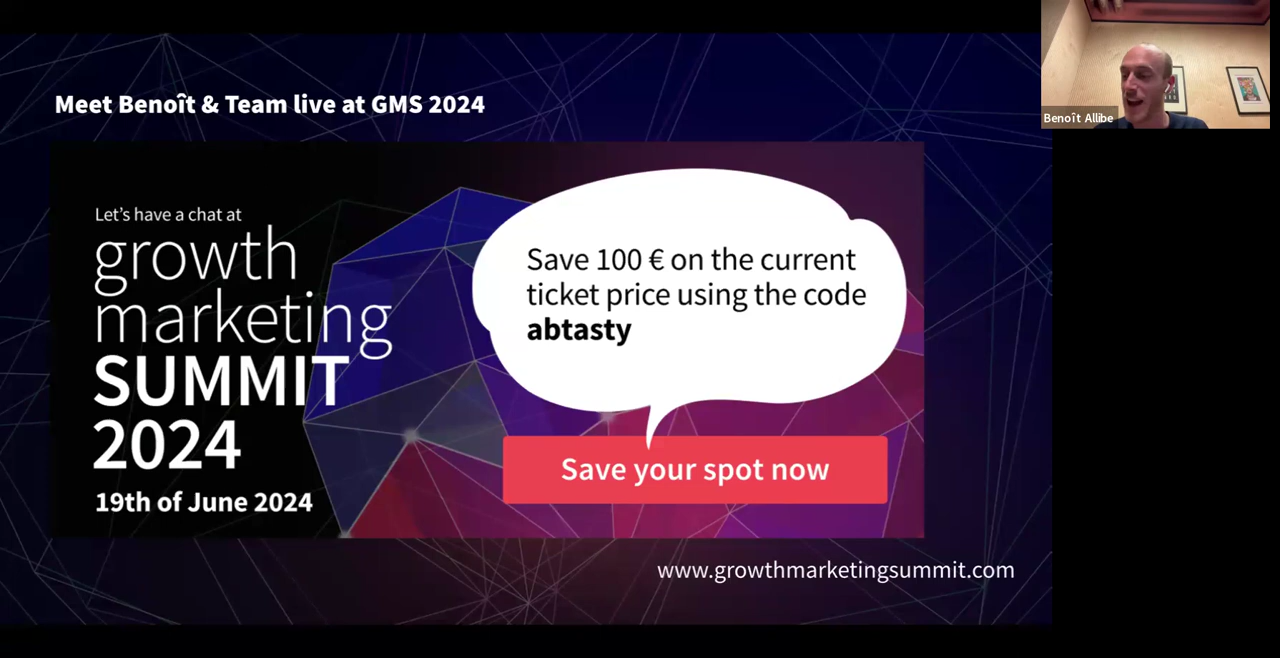 Meet Benoît & Team live at GMS 2024
Let's have a chat at
growth
marketing
SUMMIT
2024
19th of June 2024
Save 100 € on the current
ticket price using the code
abtasty
Save your spot now
www.growthmarketingsummit.com
Benoît Allibe